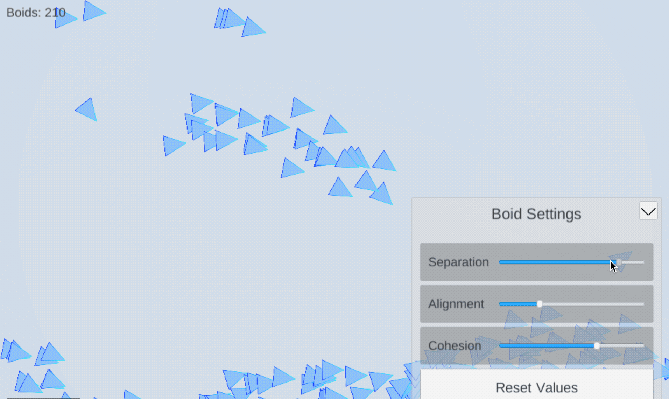 Boids: 210
Boid Settings
Separation
Alignment
Cohesion
Reset Values